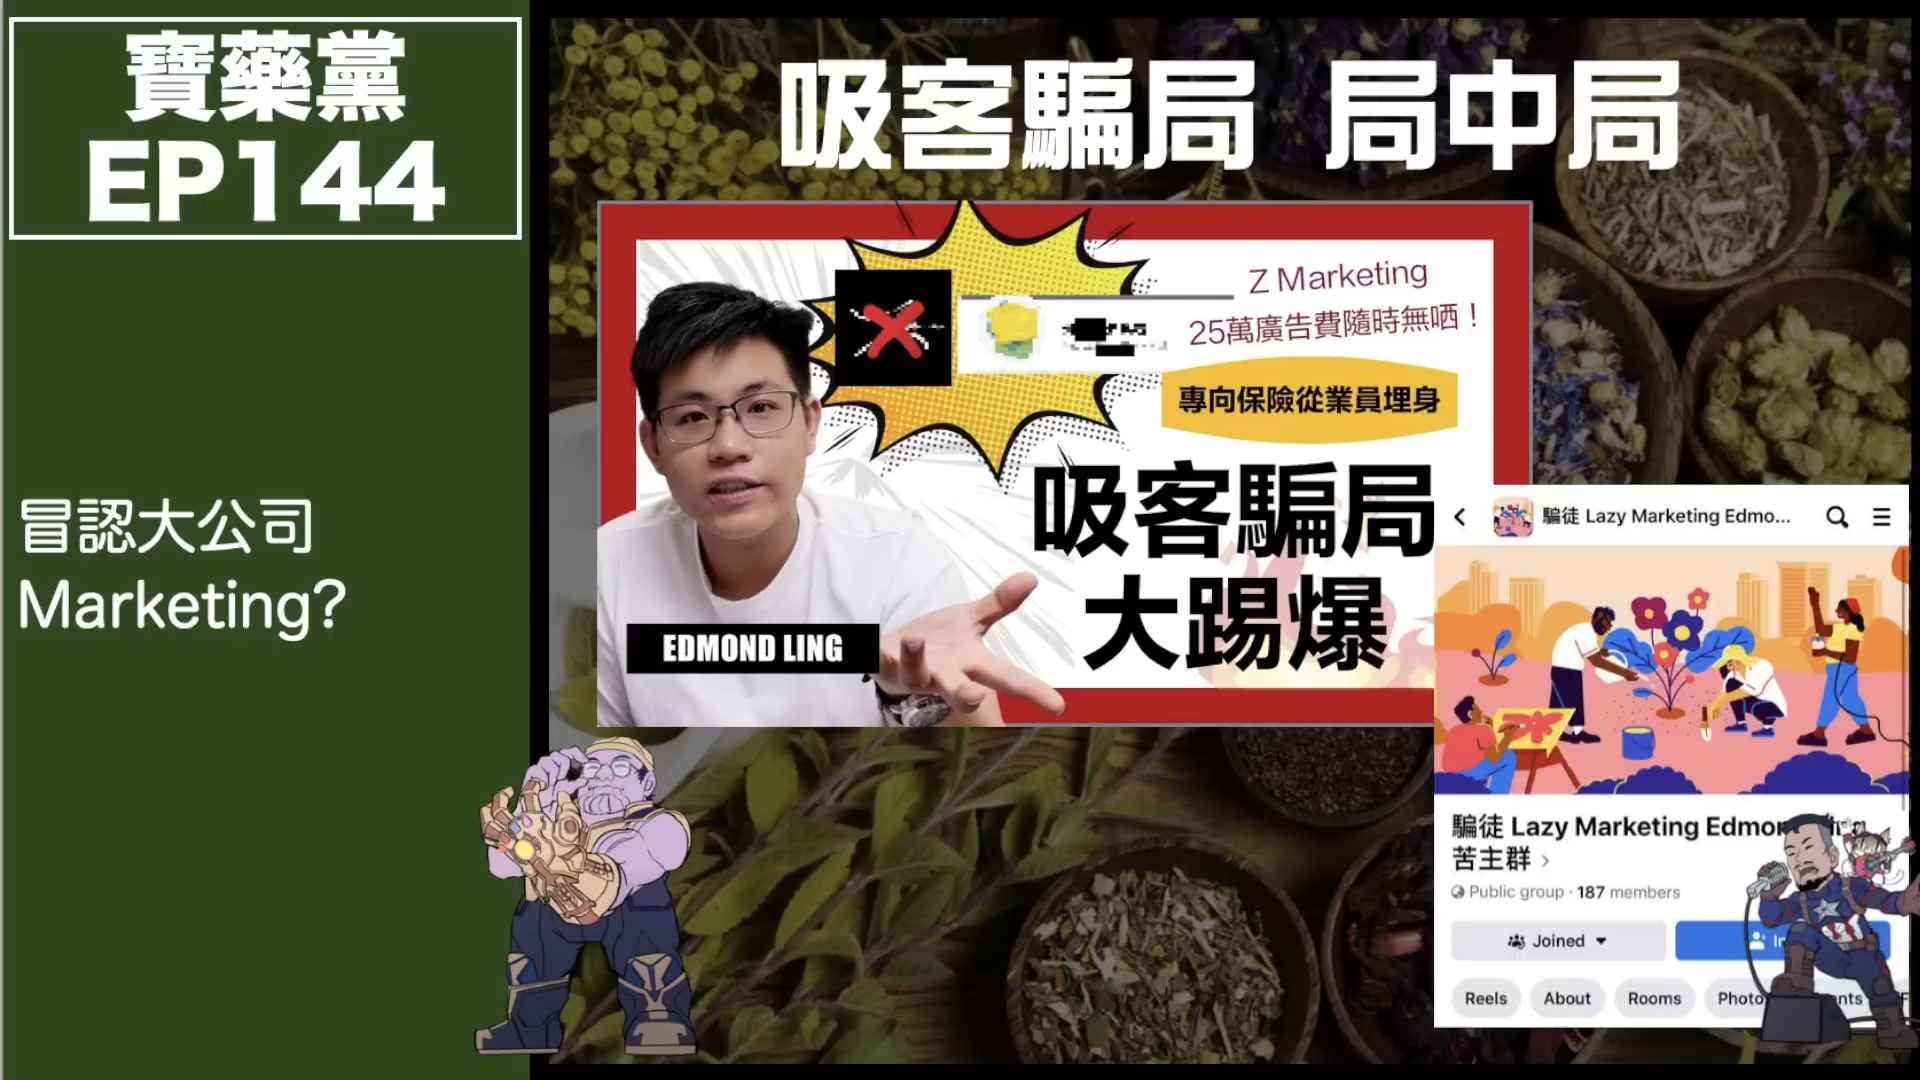 寶藥黨
EP144
冒認大公司
Marketing?
吸客騙局 局中局
Z Marketing
25萬廣告費隨時無哂！
專向保險從業員埋身
吸客騙局
大踢爆
EDMOND LING
騙徒 Lazy Marketing Edmo...
騙徒 Lazy Marketing Edmon
苦主群
Public group · 187 members
Joined
Reels
About
Rooms
Photo